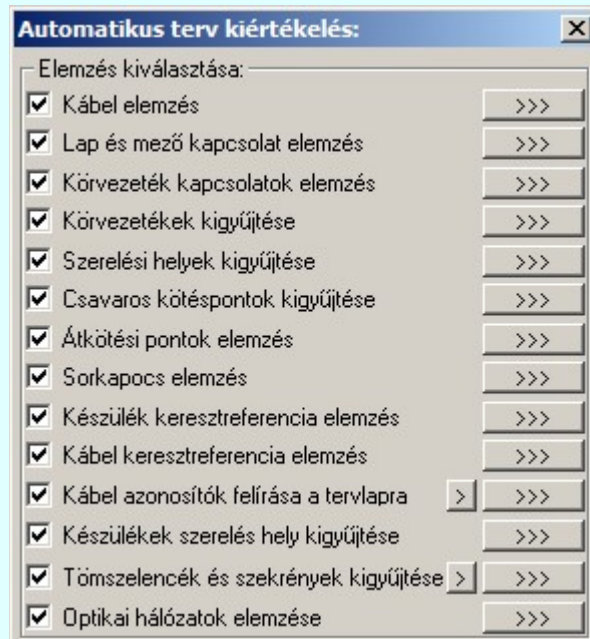 Automatikus terv kiértékelés:
Elemzés kiválasztása:
Kábel elemzés >>>
Lap és mező kapcsolat elemzés >>>
Körvezeték kapcsolatok elemzés >>>
Körvezetékek kigyűjtése >>>
Szerelési helyek kigyűjtése >>>
Csavaros kötéspontok kigyűjtése >>>
Átkötési pontok elemzés >>>
Sorkapocs elemzés >>>
Készülék keresztreferencia elemzés >>>
Kábel keresztreferencia elemzés >>>
Kábel azonosítók felírása a tervlapra > >>>
Készülékek szerelés hely kigyűjtése >>>
Tömszelencék és szekrények kigyűjtése > >>>
Optikai hálózatok elemzése >>>